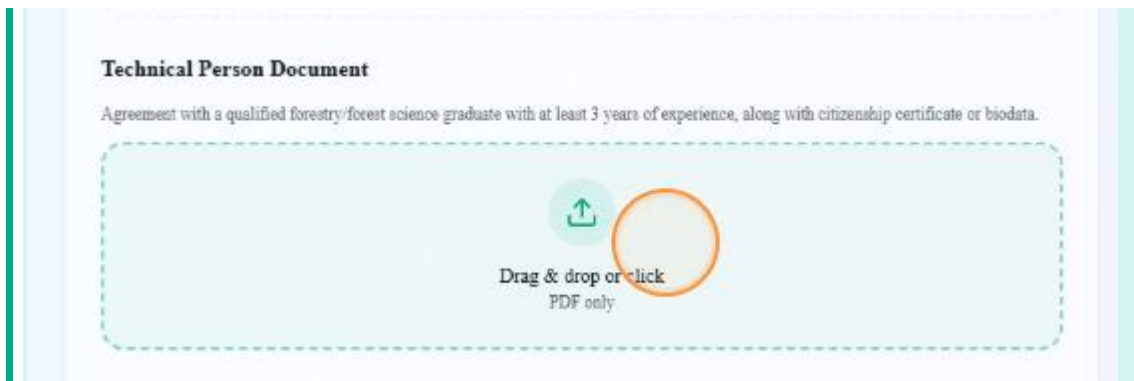 Technical Person Document
Agreement with a qualified forestry/forest science graduate with at least 3 years of experience, along with citizenship certificate or biodata.
Drag & drop or click
PDF only